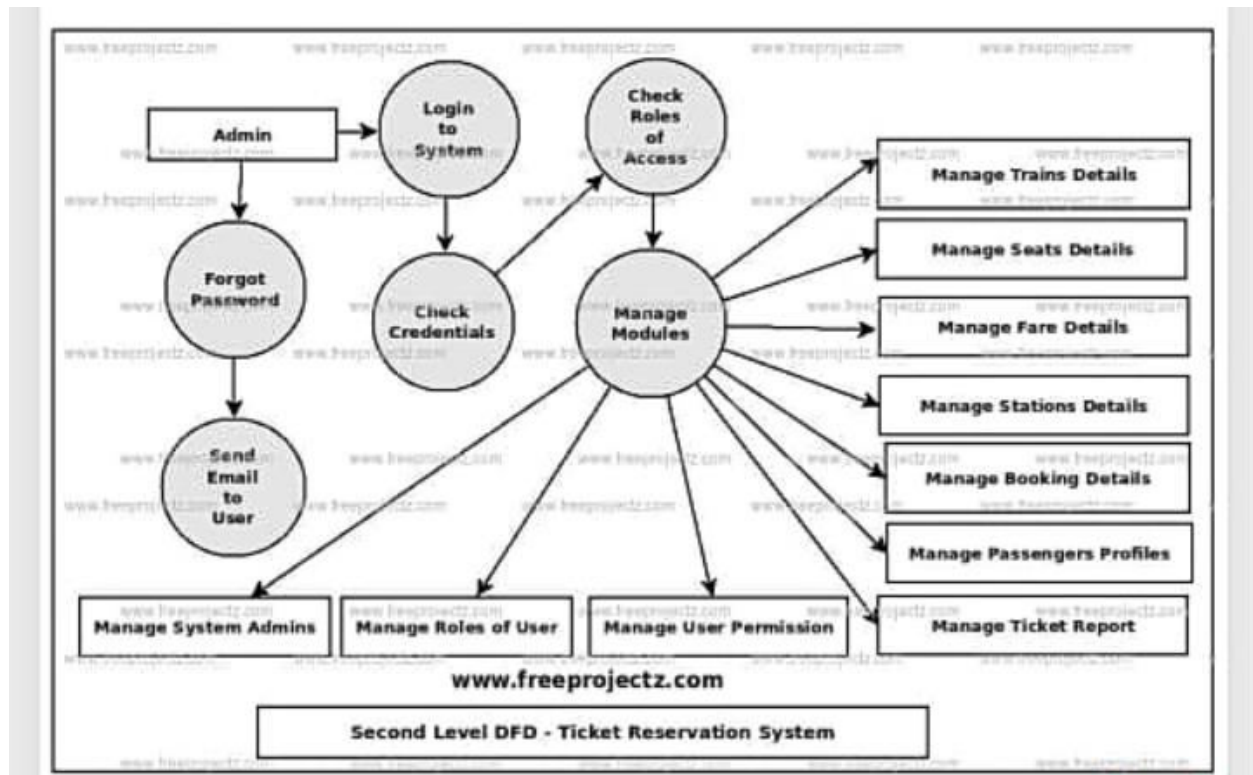 Admin
Login
to
System
Check
Roles
of
Access
Manage Trains Details
Manage Seats Details
Forgot
Password
Check
Credentials
Manage
Modules
Manage Fare Details
Manage Stations Details
Send
Email
to
User
Manage Booking Details
Manage Passengers Profiles
Manage System Admins
Manage Roles of User
Manage User Permission
Manage Ticket Report
www.freeprojectz.com
Second Level DFD - Ticket Reservation System